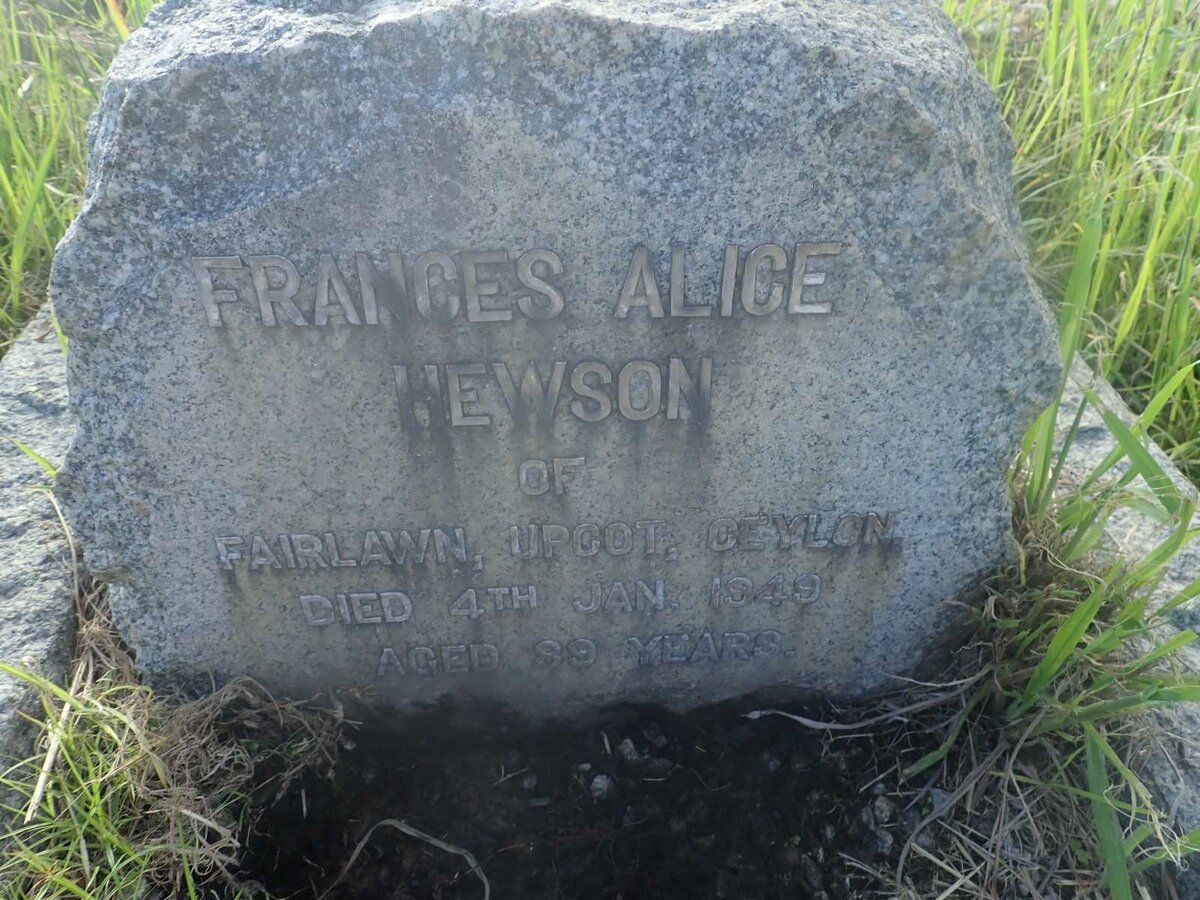 FRANCES ALICE
HEWSON
OF
FAIRLAWN, UPCOT, CEYLON.
DIED 4TH JAN. 1949
AGED 89 YEARS.